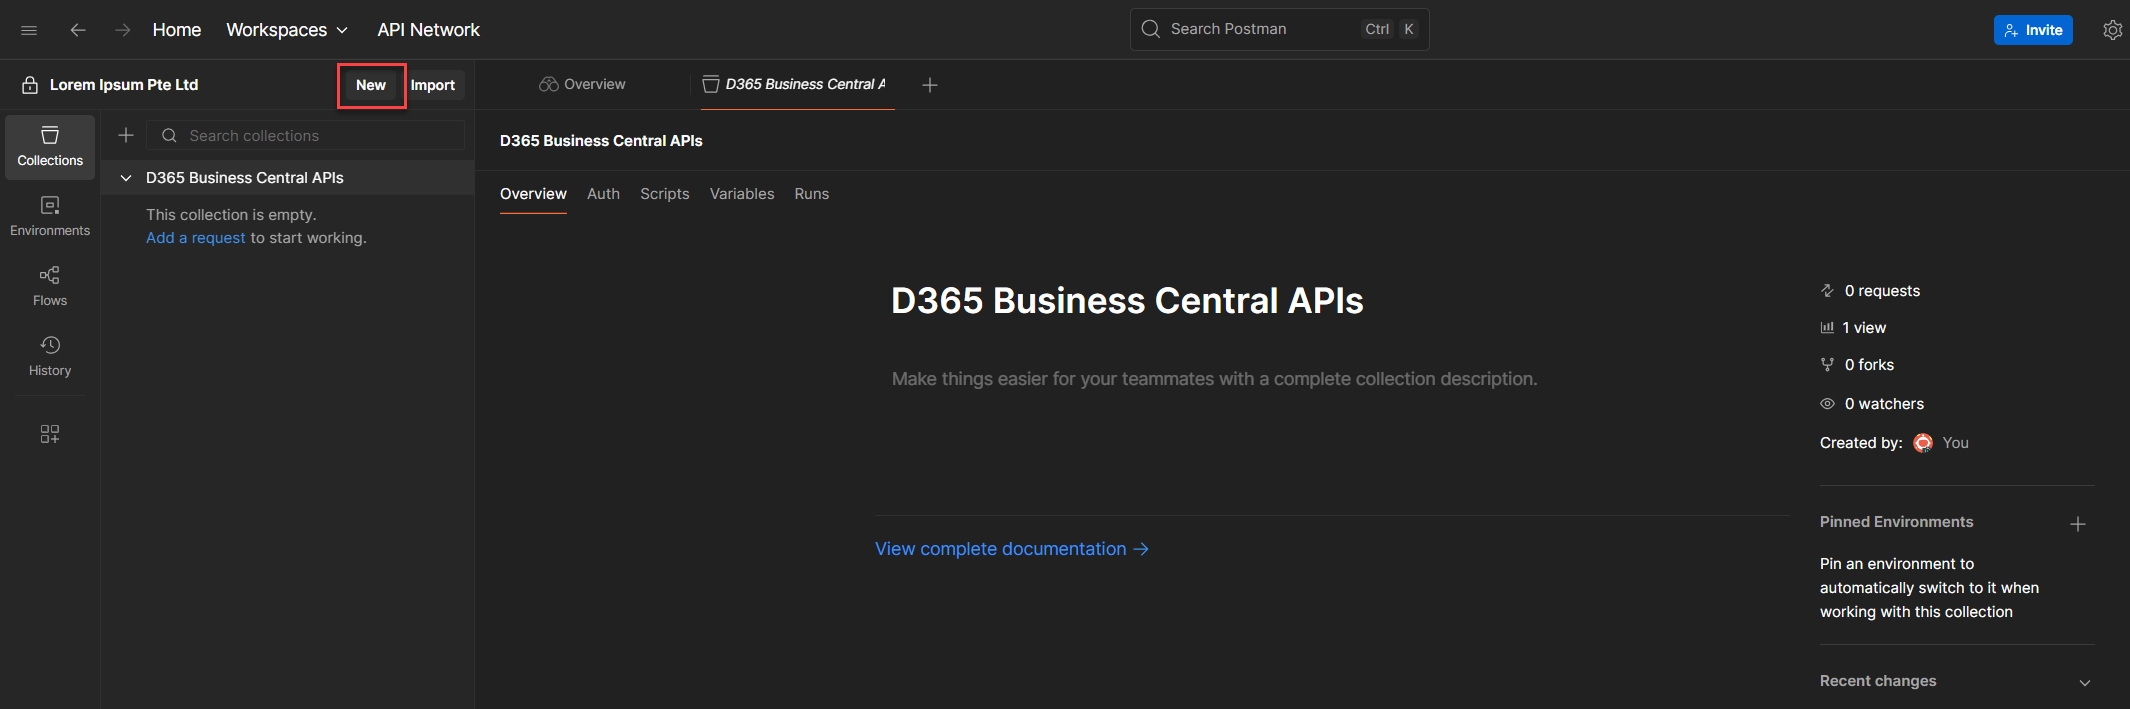 Home Workspaces API Network Search Postman Ctrl K Invite
Lorem Ipsum Pte Ltd New Import Overview D365 Business Central A
Collections
Search collections
D365 Business Central APIs
D365 Business Central APIs
This collection is empty.
Add a request to start working.
Environments
Flows
History
Overview Auth Scripts Variables Runs
D365 Business Central APIs
Make things easier for your teammates with a complete collection description.
View complete documentation →
0 requests
1 view
0 forks
0 watchers
Created by: You
Pinned Environments
Pin an environment to
automatically switch to it when
working with this collection
Recent changes